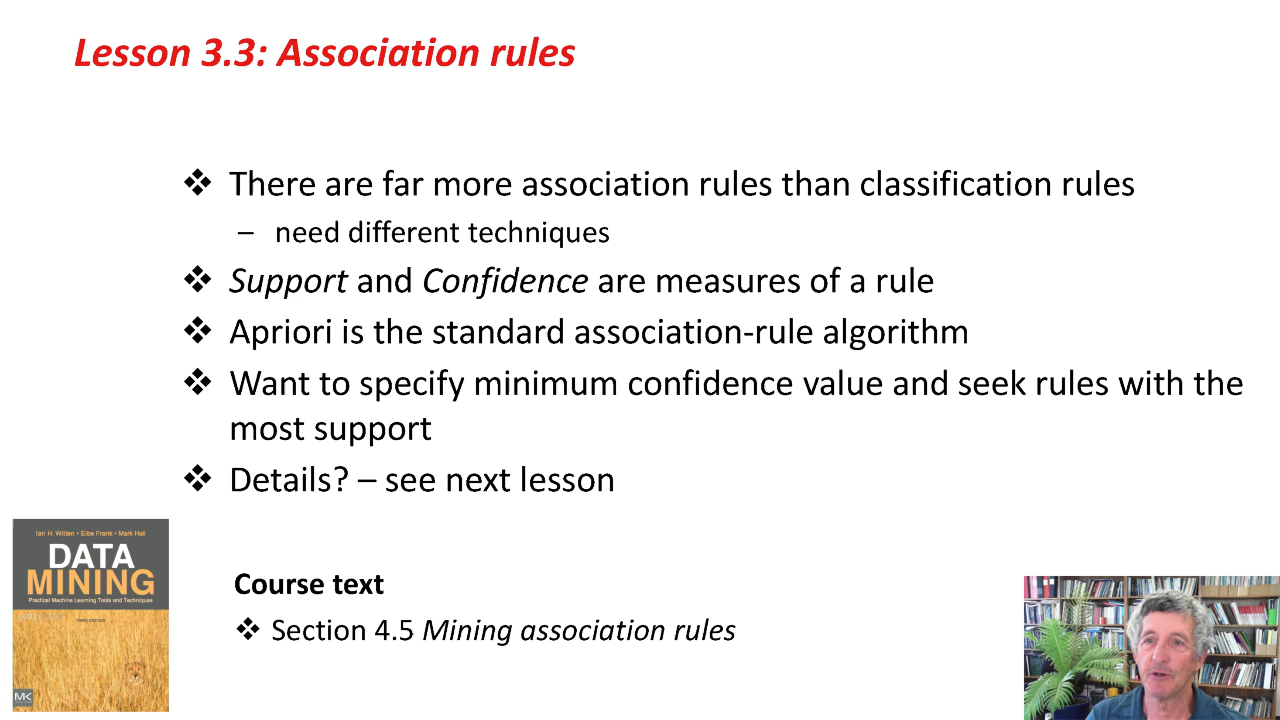 Lesson 3.3: Association rules
❖ There are far more association rules than classification rules
– need different techniques
❖ Support and Confidence are measures of a rule
❖ Apriori is the standard association-rule algorithm
❖ Want to specify minimum confidence value and seek rules with the
most support
❖ Details? – see next lesson
Ian H. Witten • Eibe Frank • Mark Hall
DATA
MINING
Practical Machine Learning Tools and Techniques
THIRD EDITION
MK
Course text
❖ Section 4.5 Mining association rules